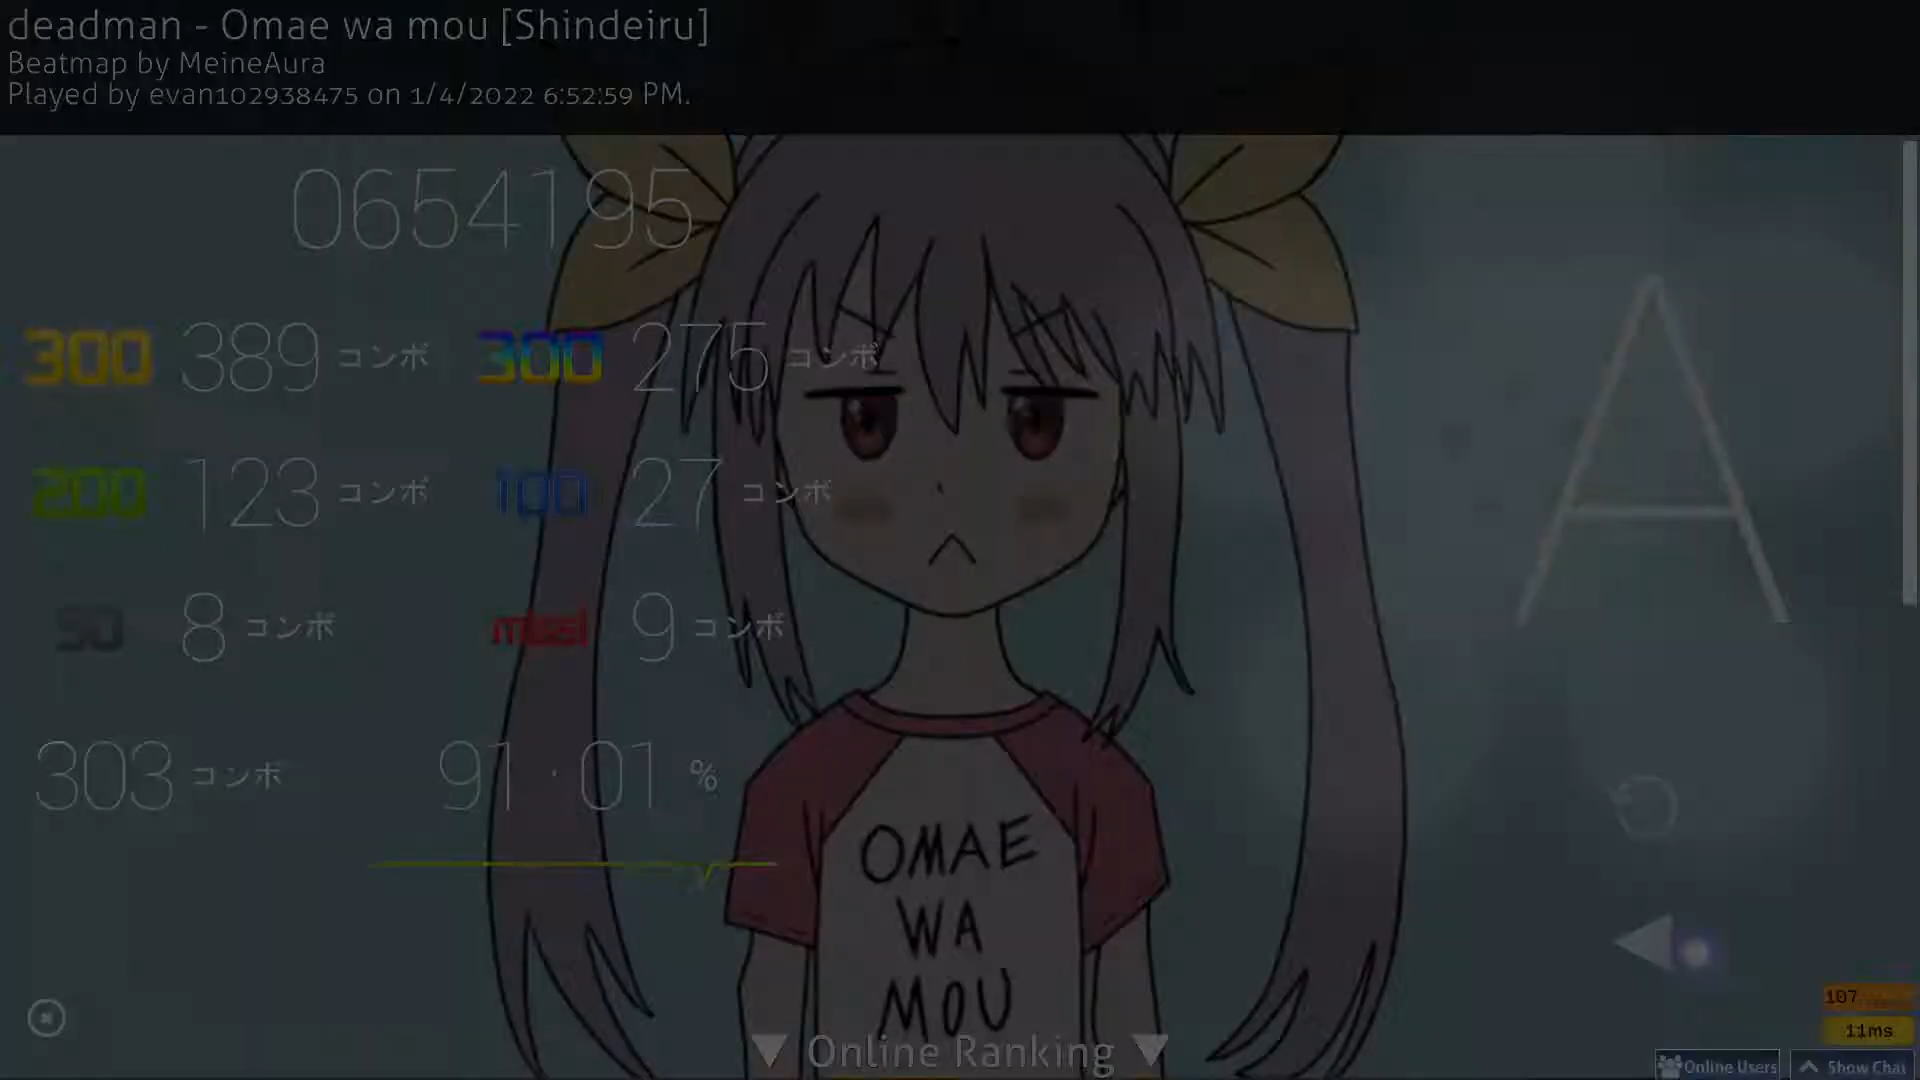 deadman - Omae wa mou [Shindeiru]
Beatmap by MeineAura
Played by evan102938475 on 1/4/2022 6:52:59 PM.
0654195
300 389 コンボ 300 275 コンボ
200 123 コンボ 100 27 コンボ
50 8 コンボ miss 9 コンボ
303 コンボ 91.01 %
A
OMAE
WA
MOU
▼ Online Ranking ▼
107
11ms
Online Users
Show Chat